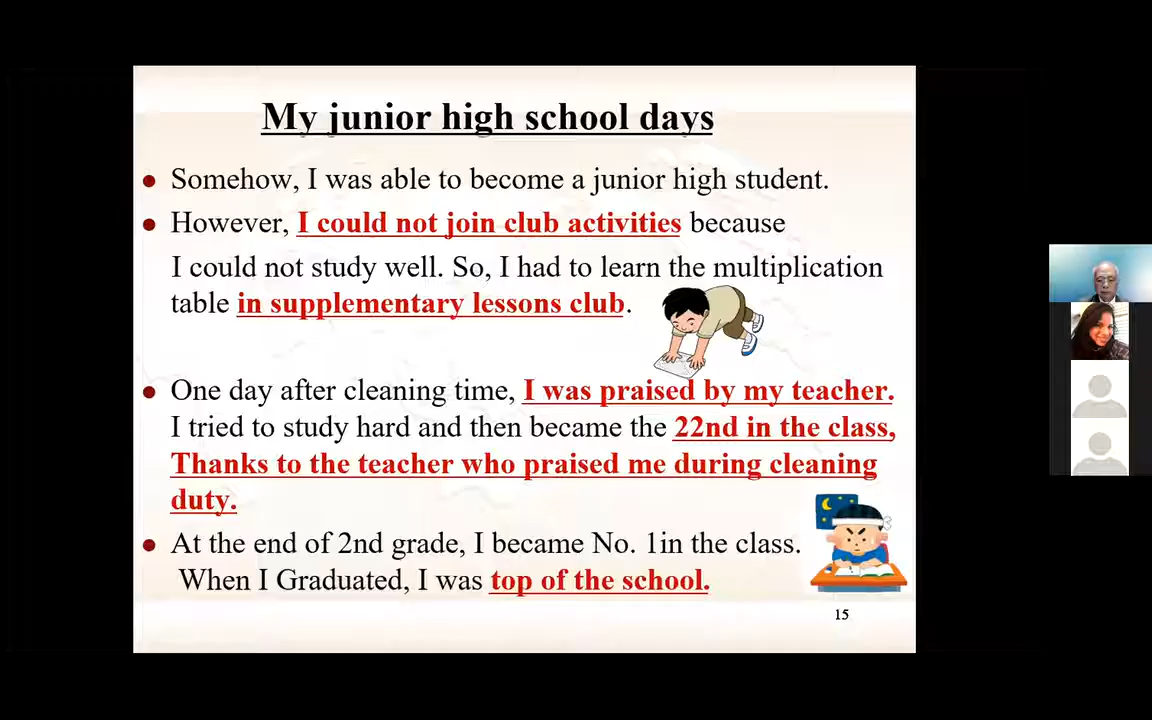 My junior high school days
● Somehow, I was able to become a junior high student.
● However, I could not join club activities because
I could not study well. So, I had to learn the multiplication
table in supplementary lessons club.
● One day after cleaning time, I was praised by my teacher.
I tried to study hard and then became the 22nd in the class,
Thanks to the teacher who praised me during cleaning
duty.
● At the end of 2nd grade, I became No. 1in the class.
When I Graduated, I was top of the school.
15